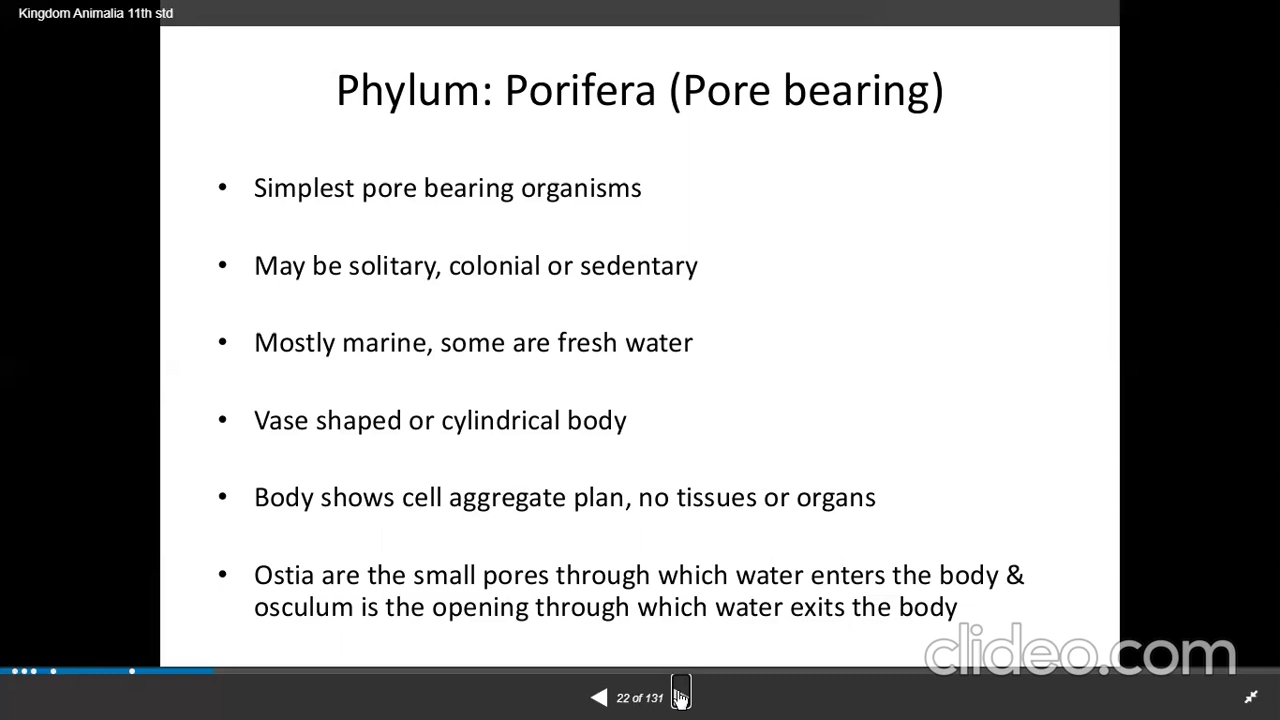 Kingdom Animalia 11th std
Phylum: Porifera (Pore bearing)
• Simplest pore bearing organisms
• May be solitary, colonial or sedentary
• Mostly marine, some are fresh water
• Vase shaped or cylindrical body
• Body shows cell aggregate plan, no tissues or organs
• Ostia are the small pores through which water enters the body &
osculum is the opening through which water exits the body
clideo.com
22 of 131